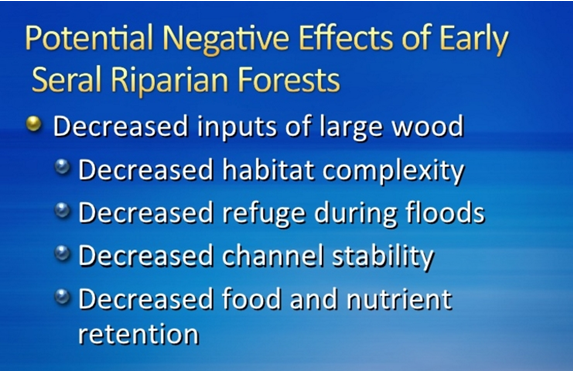 Potential Negative Effects of Early
Seral Riparian Forests
Decreased inputs of large wood
Decreased habitat complexity
Decreased refuge during floods
Decreased channel stability
Decreased food and nutrient
retention